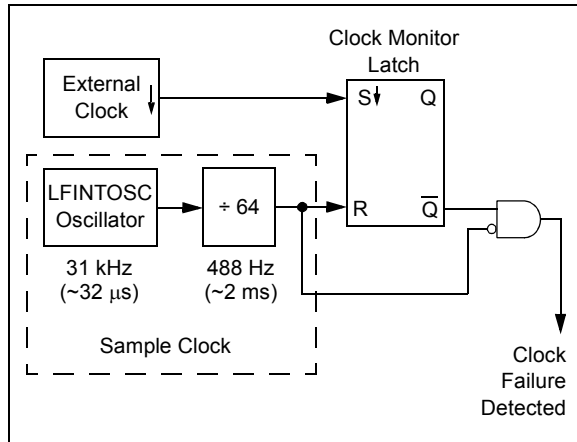 Clock Monitor
Latch
External
Clock
S
Q
LFINTOSC
Oscillator
÷ 64
R
Q̅
31 kHz
(~32 μs)
488 Hz
(~2 ms)
Sample Clock
Clock
Failure
Detected